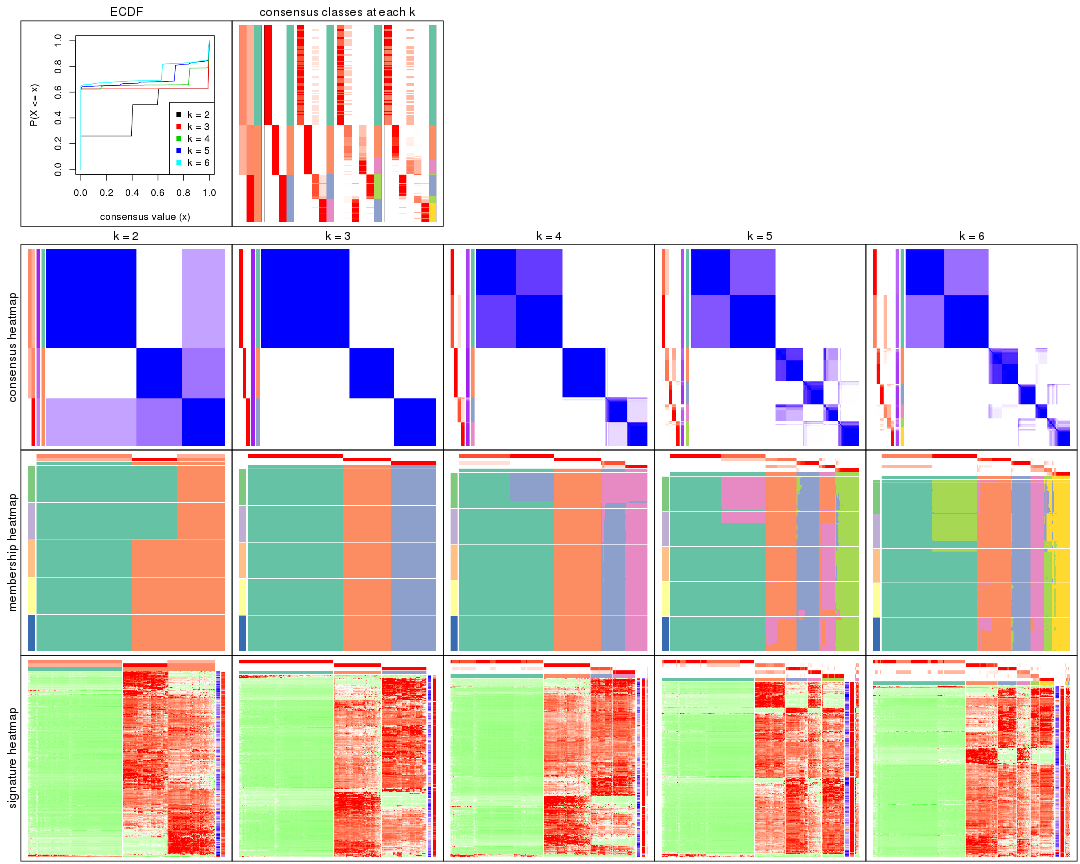 ECDF
consensus classes at each k
P(X <= x)
0.0 0.2 0.4 0.6 0.8 1.0
k = 2
k = 3
k = 4
k = 5
k = 6
0.0 0.2 0.4 0.6 0.8 1.0
consensus value (x)
k = 2 k = 3 k = 4 k = 5 k = 6
consensus heatmap
membership heatmap
signature heatmap